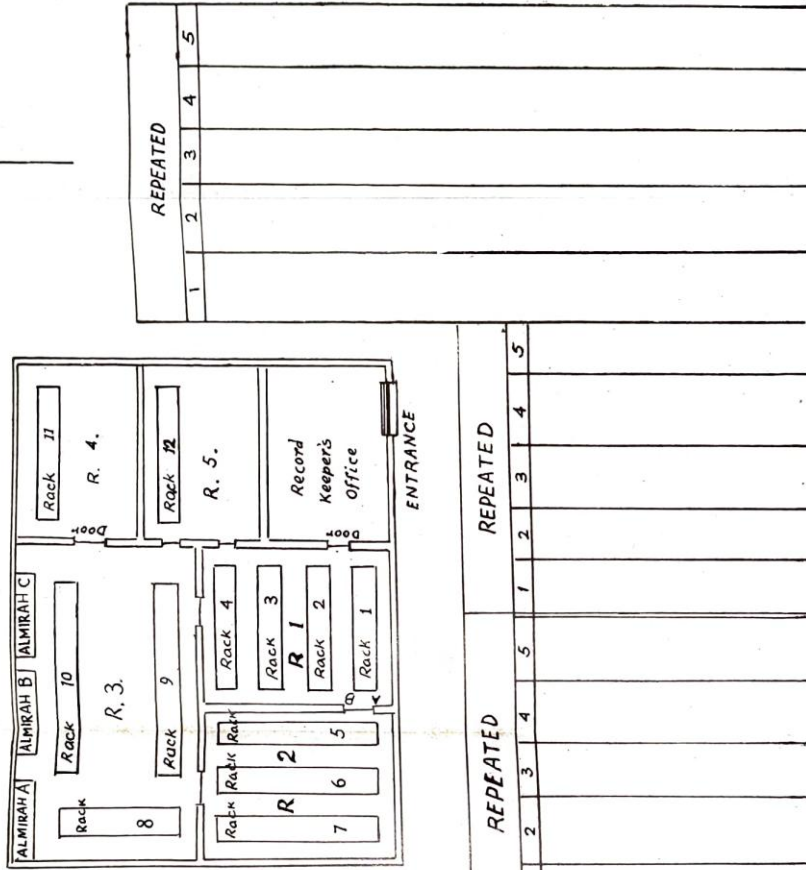 REPEATED
5
4
3
2
1
ALMIRAH A
ALMIRAH B
ALMIRAH C
Rack 10
R. 3.
Rack 9
Rack
8
Rack 11
R. 4.
Door
Rack 12
R. 5.
Record
Keeper's
Office
Door
ENTRANCE
Rack 4
Rack 3
R 1
Rack 2
Rack 1
Rack 5
Rack 6
Rack 7
R 2
REPEATED
2
3
4
5
REPEATED
1
2
3
4
5